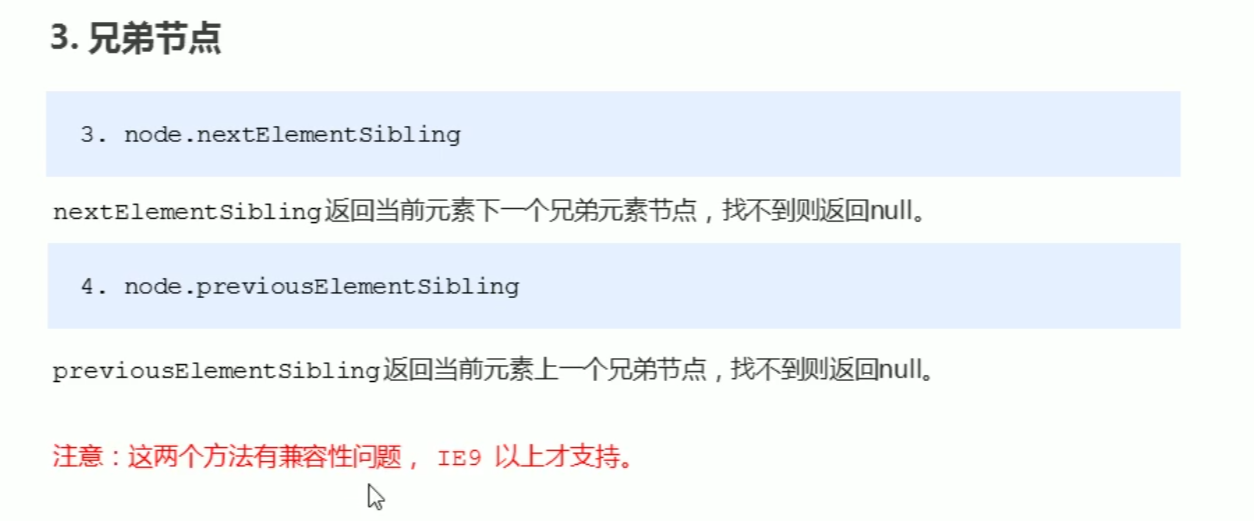 3. 兄弟节点
3. node.nextElementSibling
nextElementSibling返回当前元素下一个兄弟元素节点，找不到则返回null。
4. node.previousElementSibling
previousElementSibling返回当前元素上一个兄弟节点，找不到则返回null。
注意：这两个方法有兼容性问题， IE9 以上才支持。